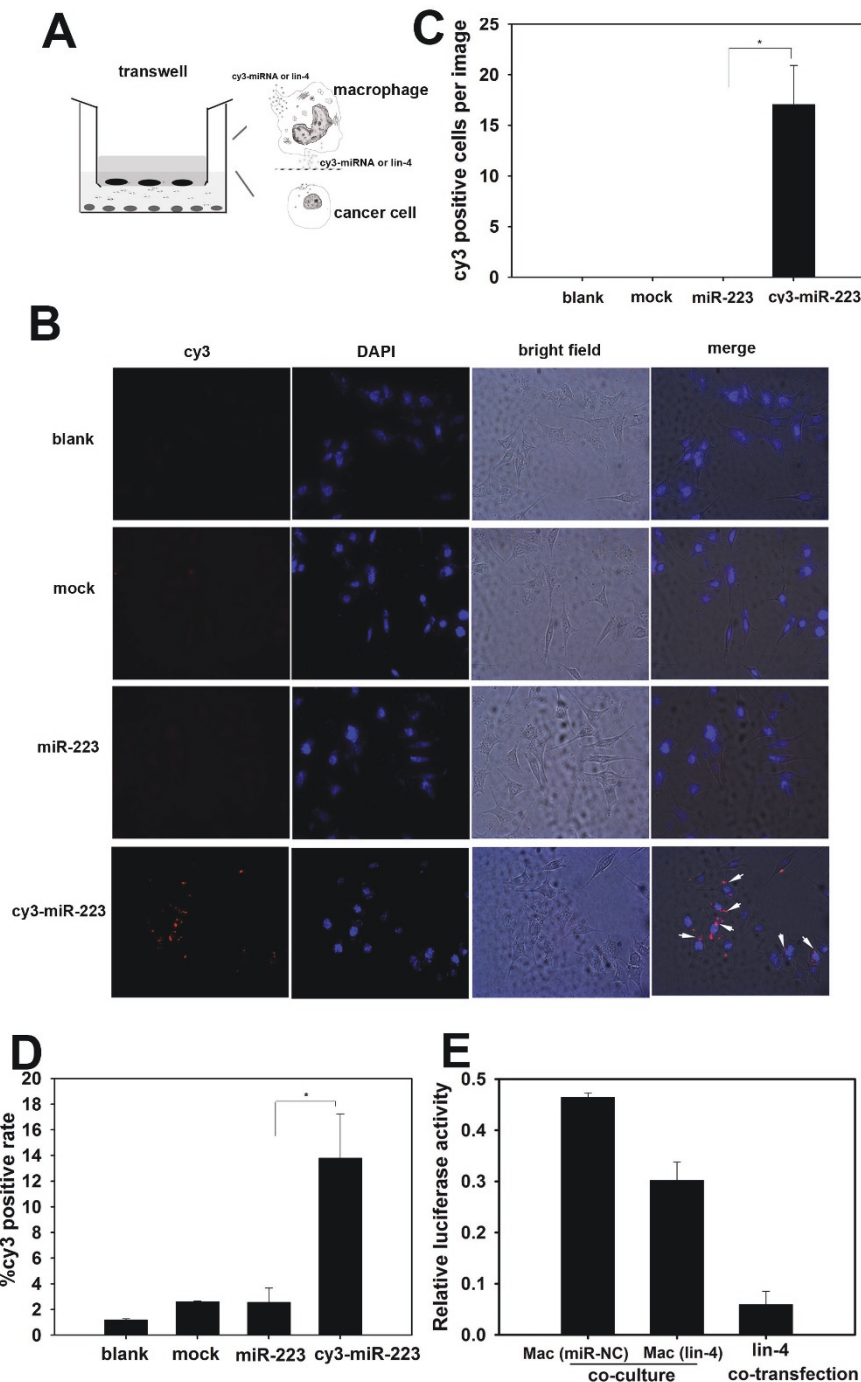 A
transwell
cy3-miRNA or lin-4
macrophage
cy3-miRNA or lin-4
cancer cell
C
cy3 positive cells per image
25
20
15
10
5
0
*
blank mock miR-223 cy3-miR-223
B
cy3 DAPI bright field merge
blank
mock
miR-223
cy3-miR-223
D
%cy3 positive rate
20
18
16
14
12
10
8
6
4
2
0
*
blank mock miR-223 cy3-miR-223
E
Relative luciferase activity
0.5
0.4
0.3
0.2
0.1
0.0
Mac (miR-NC) Mac (lin-4) lin-4
co-culture co-transfection